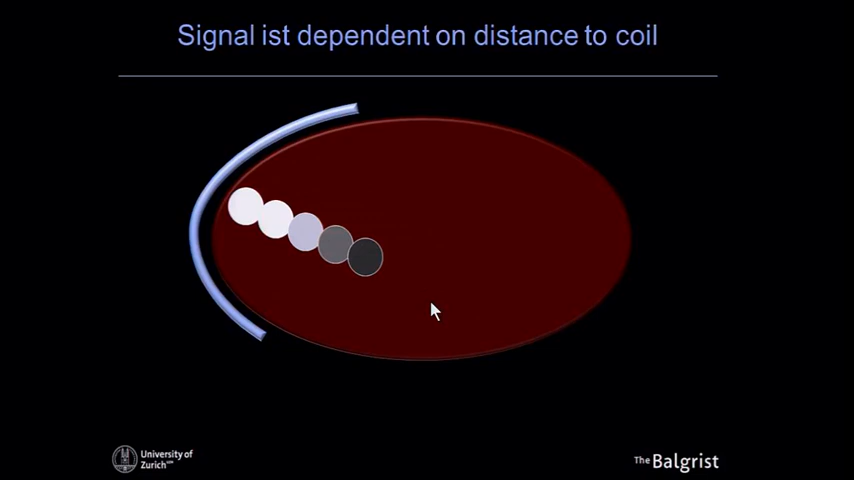 Signal ist dependent on distance to coil
University of
Zurich
The Balgrist